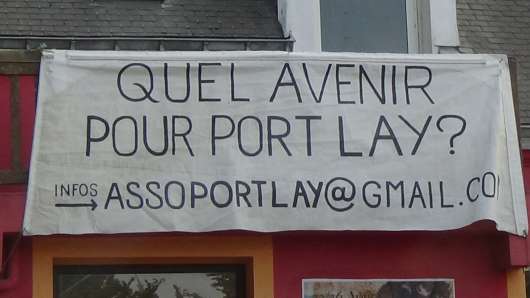 QUEL AVENIR
POUR PORT LAY?
INFOS → ASSOPORTLAY@GMAIL.CO